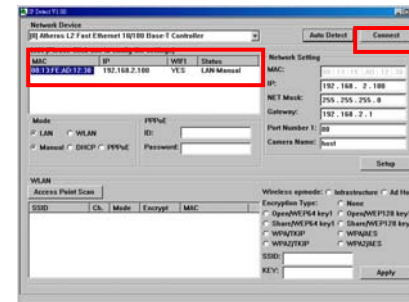 IP Detect V1.00
Network Device
[0] Atheros L2 Fast Ethernet 10/100 Base-T Controller
Auto Detect
Connect
MAC IP WIFI Status
00:13:FE:AD:12:30 192.168.2.100 YES LAN-Manual
Network Setting
MAC:
IP: 192 . 168 . 2 . 100
NET Mask: 255 . 255 . 255 . 0
Gateway: 192 . 168 . 2 . 1
Port Number 1: 80
Camera Name: host
Setup
Mode
LAN WLAN
Manual DHCP PPPoE
PPPoE
ID:
Password:
WLAN
Access Point Scan
SSID Ch. Mode Encrypt MAC
Wireless opmode: Infrastructure Ad Ho
Encryption Type: None
Open/WEP64 key1 Open/WEP128 key
Share/WEP64 key1 Share/WEP128 key
WPA/TKIP WPA/AES
WPA2/TKIP WPA2/AES
SSID:
KEY:
Apply